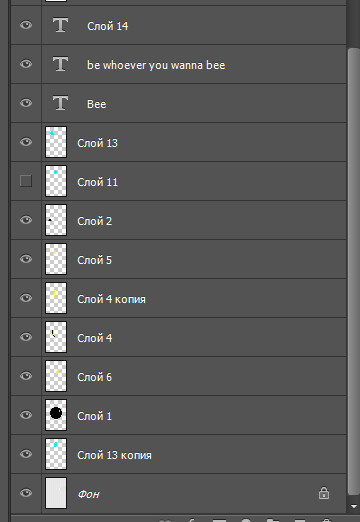 Слой 14
be whoever you wanna bee
Bee
Слой 13
Слой 11
Слой 2
Слой 5
Слой 4 копия
Слой 4
Слой 6
Слой 1
Слой 13 копия
Фон